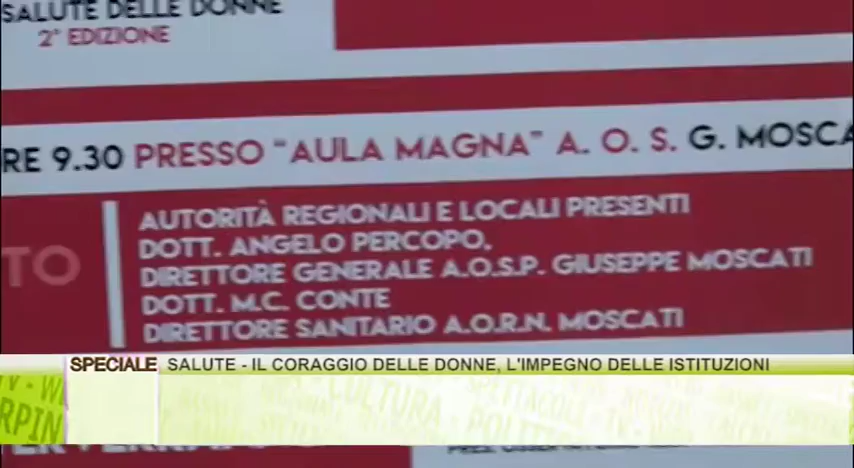 SALUTE DELLE DONNE
2° EDIZIONE
RE 9.30 PRESSO "AULA MAGNA" A. O. S. G. MOSCA
TO
AUTORITÀ REGIONALI E LOCALI PRESENTI
DOTT. ANGELO PERCOPO.
DIRETTORE GENERALE A.O.S.P. GIUSEPPE MOSCATI
DOTT. M.C. CONTE
DIRETTORE SANITARIO A.O.R.N. MOSCATI
SPECIALE SALUTE - IL CORAGGIO DELLE DONNE, L'IMPEGNO DELLE ISTITUZIONI
CULTURA
RPIN